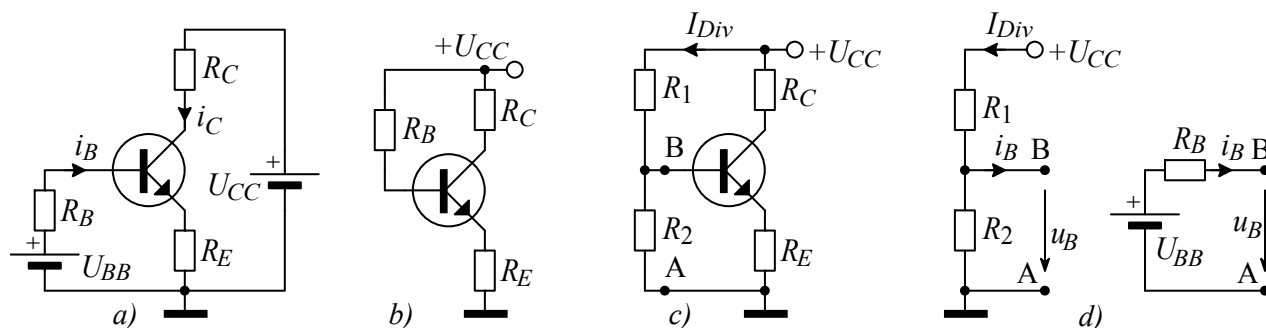 R_C
i_C
i_B
U_CC
+
R_B
+
U_BB
R_E
a)
+U_CC
R_B
R_C
R_E
b)
I_Div
+U_CC
R_1
R_C
B
R_2
A
R_E
c)
I_Div
+U_CC
R_1
i_B
B
R_2
u_B
A
R_B
i_B
B
+
U_BB
u_B
A
d)